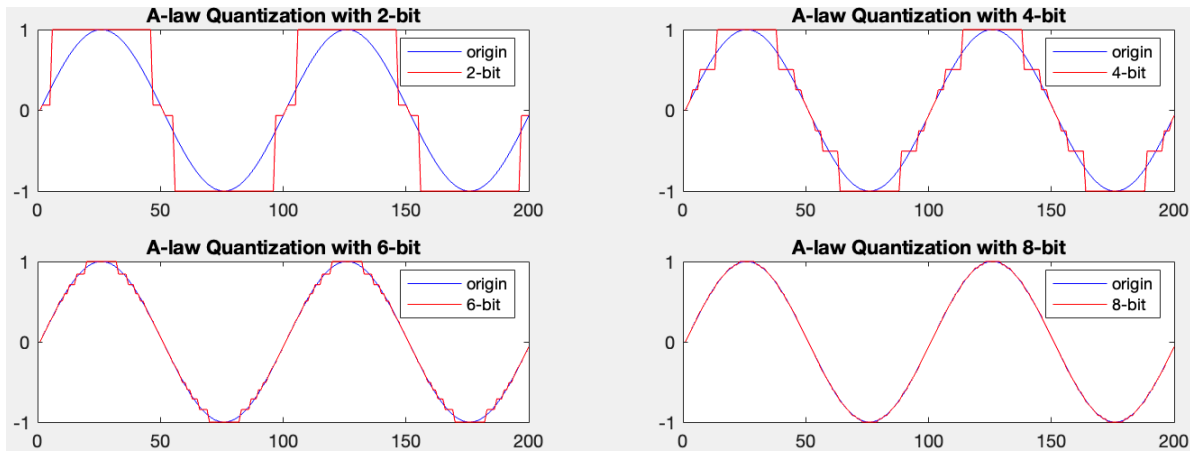 A-law Quantization with 2-bit
1
0
-1
0
50
100
150
200
origin
2-bit
A-law Quantization with 4-bit
1
0
-1
0
50
100
150
200
origin
4-bit
A-law Quantization with 6-bit
1
0
-1
0
50
100
150
200
origin
6-bit
A-law Quantization with 8-bit
1
0
-1
0
50
100
150
200
origin
8-bit